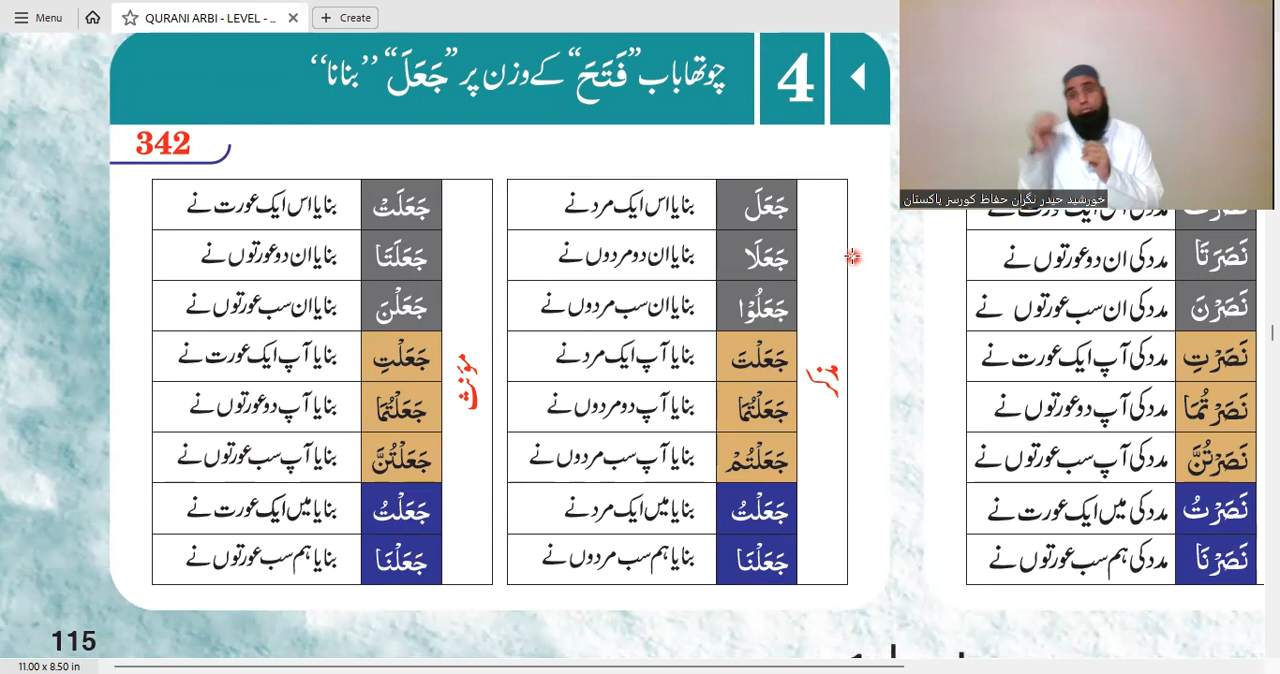 Menu
QURANI ARBI - LEVEL - ...
Create
4
چوتھا باب “فَتَحَ” کے وزن پر “جَعَلَ” ’’بنانا‘‘
342
خورشید حیدر نگران حفاظ کورسز پاکستان
مذکر
جَعَلَ بنایا اس ایک مرد نے
جَعَلَا بنایا ان دو مردوں نے
جَعَلُوْا بنایا ان سب مردوں نے
جَعَلْتَ بنایا آپ ایک مرد نے
جَعَلْتُمَا بنایا آپ دو مردوں نے
جَعَلْتُمْ بنایا آپ سب مردوں نے
جَعَلْتُ بنایا میں ایک مرد نے
جَعَلْنَا بنایا ہم سب مردوں نے
مؤنث
جَعَلَتْ بنایا اس ایک عورت نے
جَعَلَتَا بنایا ان دو عورتوں نے
جَعَلْنَ بنایا ان سب عورتوں نے
جَعَلْتِ بنایا آپ ایک عورت نے
جَعَلْتُمَا بنایا آپ دو عورتوں نے
جَعَلْتُنَّ بنایا آپ سب عورتوں نے
جَعَلْتُ بنایا میں ایک عورت نے
جَعَلْنَا بنایا ہم سب عورتوں نے
نَصَرَتَا مدد کی ان دو عورتوں نے
نَصَرْنَ مدد کی ان سب عورتوں نے
نَصَرْتِ مدد کی آپ ایک عورت نے
نَصَرْتُمَا مدد کی آپ دو عورتوں نے
نَصَرْتُنَّ مدد کی آپ سب عورتوں نے
نَصَرْتُ مدد کی میں ایک عورت نے
نَصَرْنَا مدد کی ہم سب عورتوں نے
115
11.00 x 8.50 in